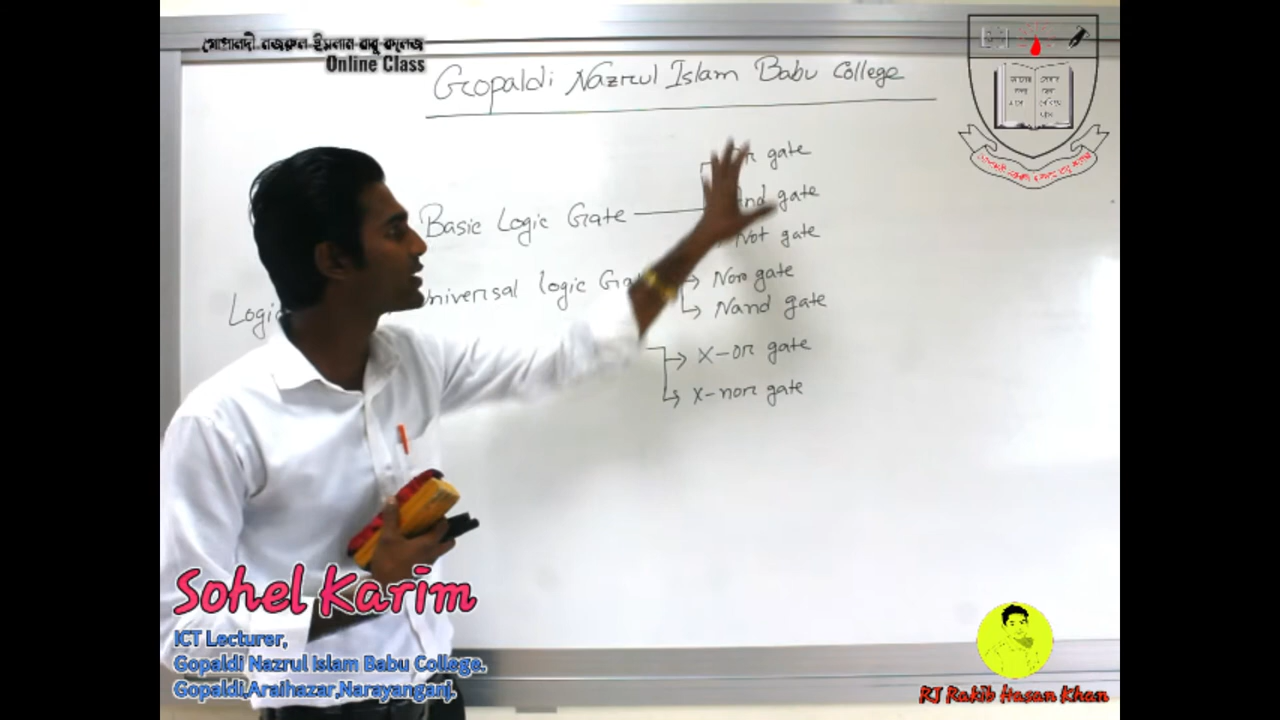 গোপালদী নজরুল ইসলাম বাবু কলেজ
Online Class
Gopaldi Nazrul Islam Babu College
Or gate
Basic Logic Gate
And gate
Not gate
Logic
Universal logic Gate
Nor gate
Nand gate
X-or gate
X-nor gate
Sohel Karim
ICT Lecturer,
Gopaldi Nazrul Islam Babu College.
Gopaldi,Araihazar,Narayanganj.
RJ Rakib Hasan Khan